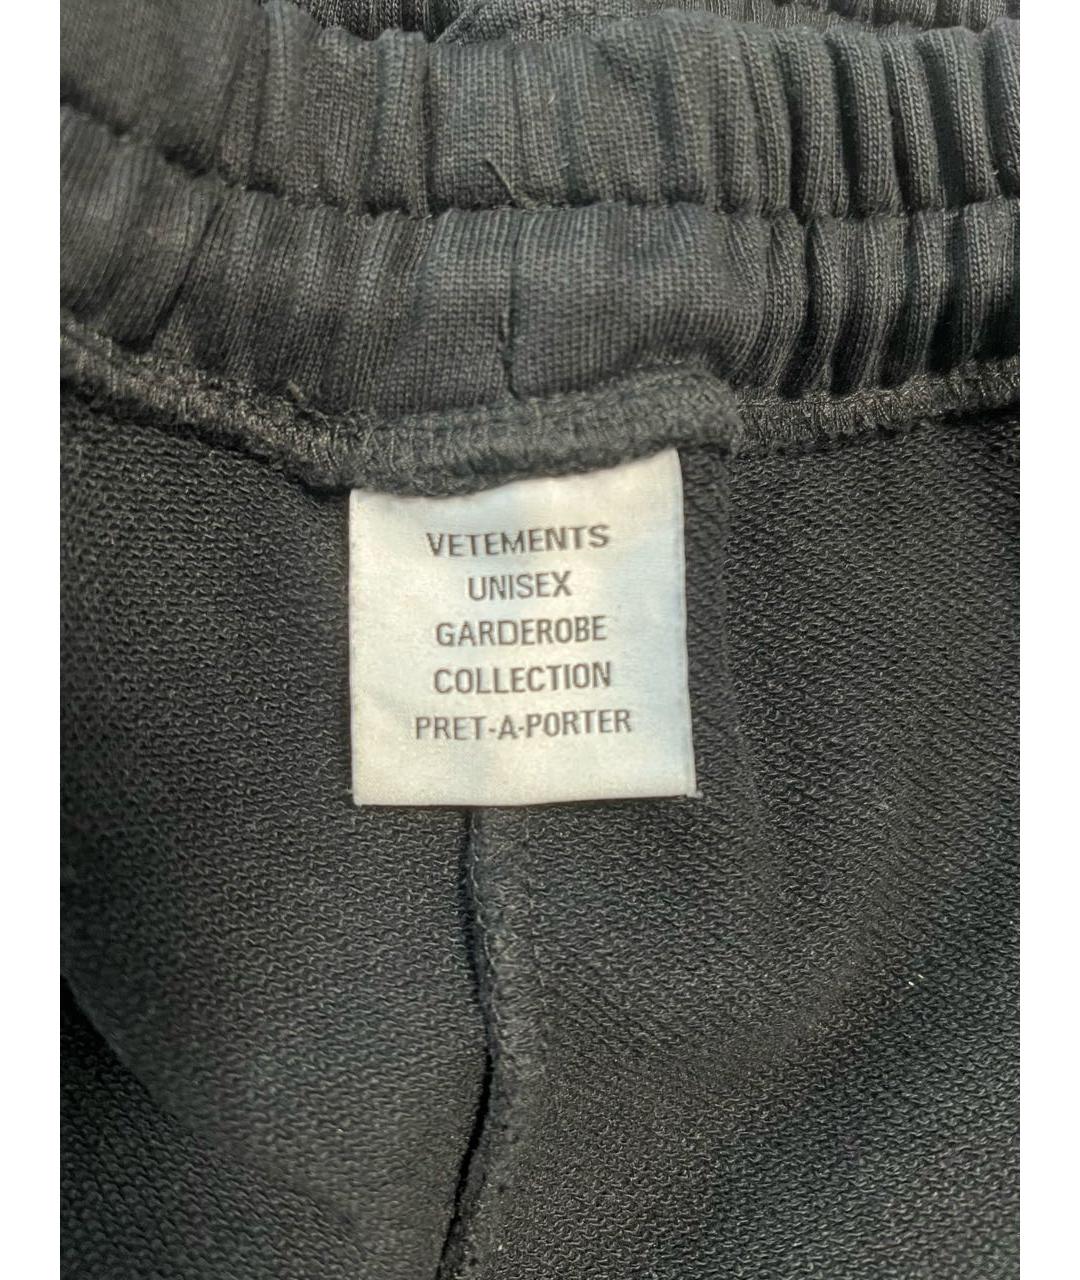 VETEMENTS
UNISEX
GARDEROBE
COLLECTION
PRET-A-PORTER